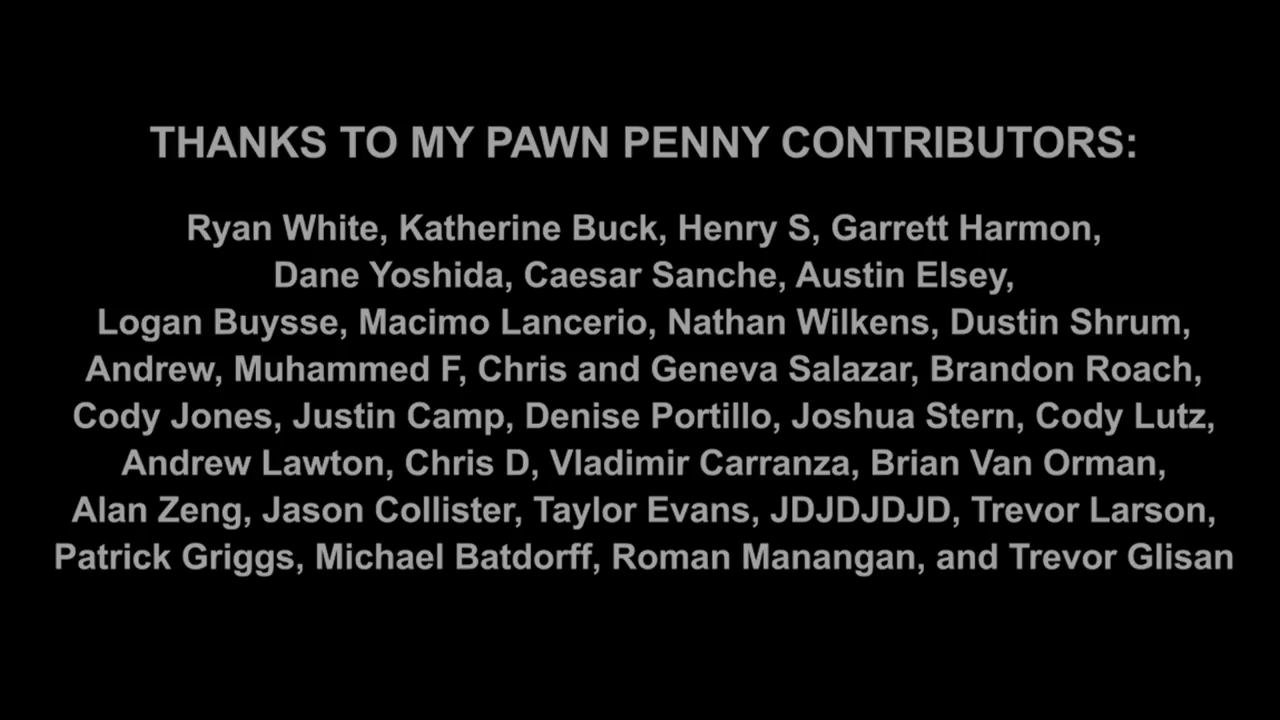 THANKS TO MY PAWN PENNY CONTRIBUTORS:
Ryan White, Katherine Buck, Henry S, Garrett Harmon,
Dane Yoshida, Caesar Sanche, Austin Elsey,
Logan Buysse, Macimo Lancerio, Nathan Wilkens, Dustin Shrum,
Andrew, Muhammed F, Chris and Geneva Salazar, Brandon Roach,
Cody Jones, Justin Camp, Denise Portillo, Joshua Stern, Cody Lutz,
Andrew Lawton, Chris D, Vladimir Carranza, Brian Van Orman,
Alan Zeng, Jason Collister, Taylor Evans, JDJDJDJD, Trevor Larson,
Patrick Griggs, Michael Batdorff, Roman Manangan, and Trevor Glisan